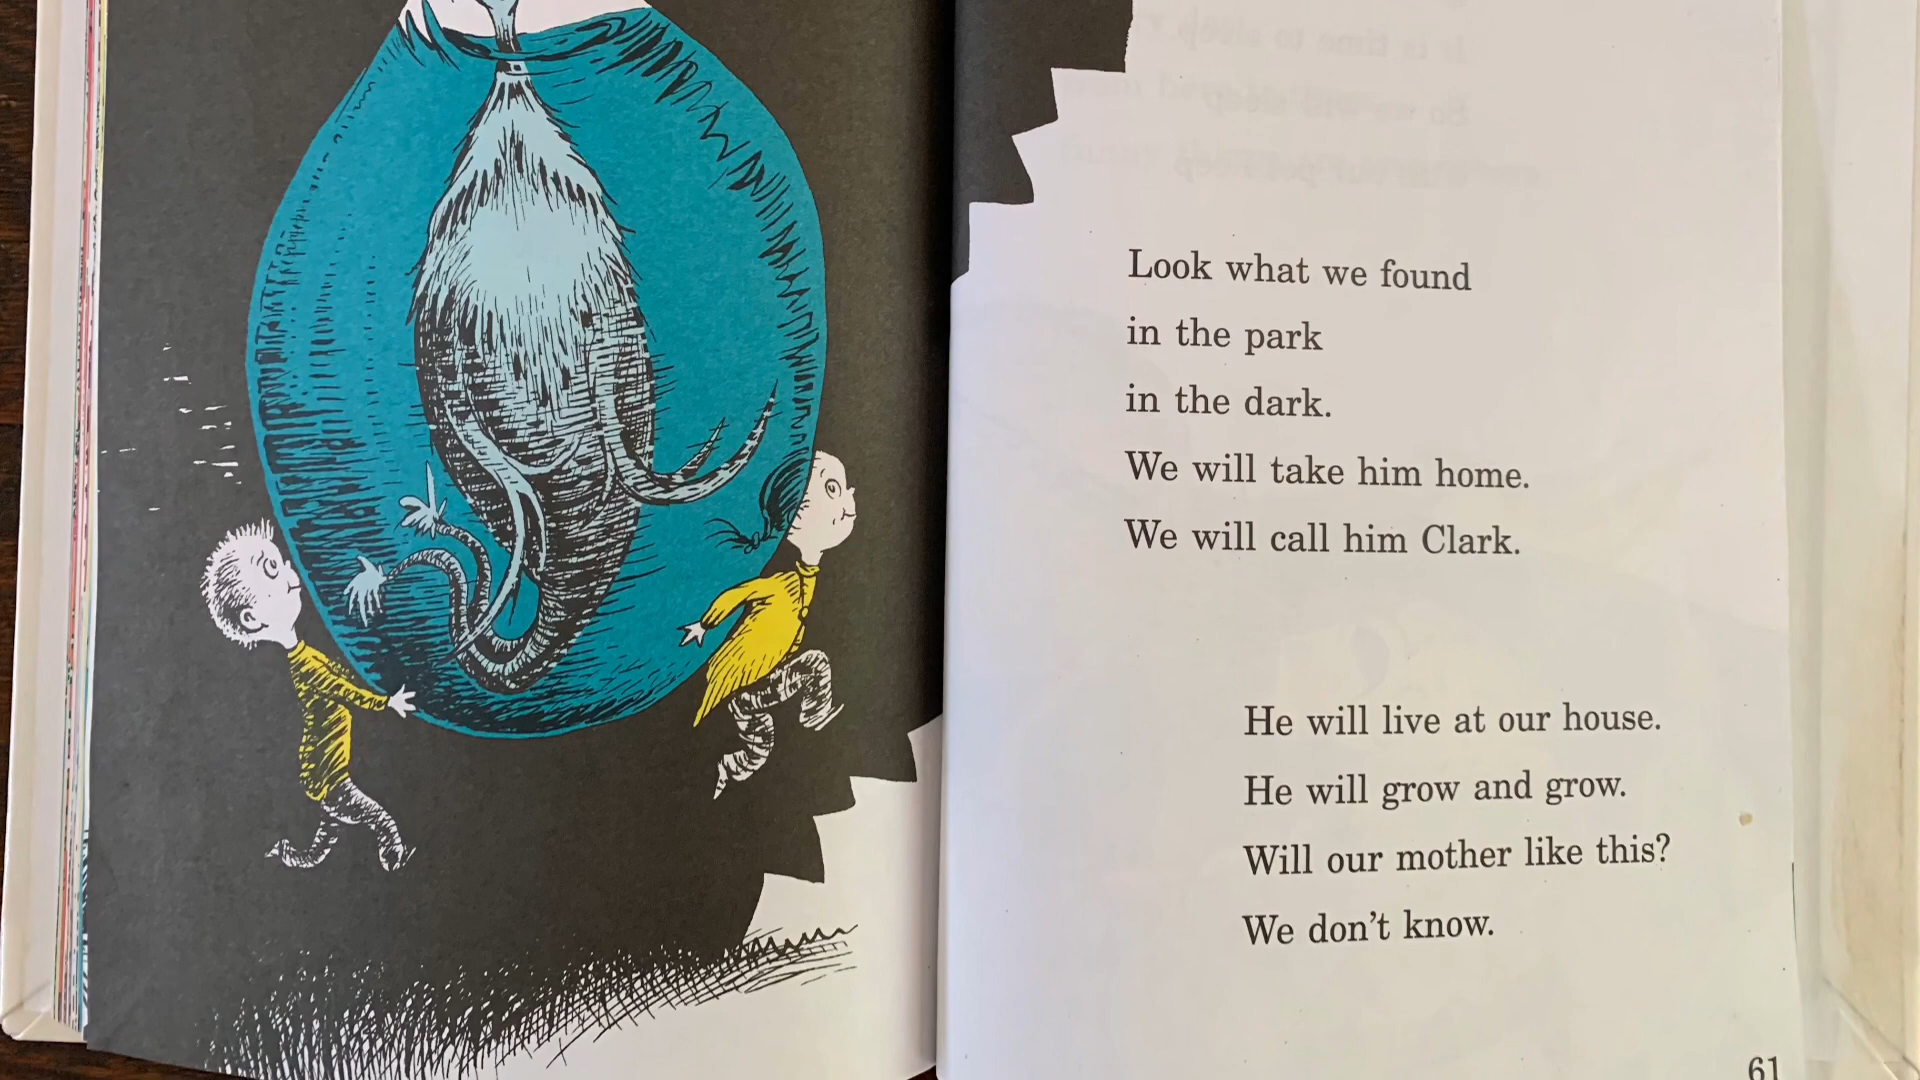 Look what we found
in the park
in the dark.
We will take him home.
We will call him Clark.
He will live at our house.
He will grow and grow.
Will our mother like this?
We don't know.
61